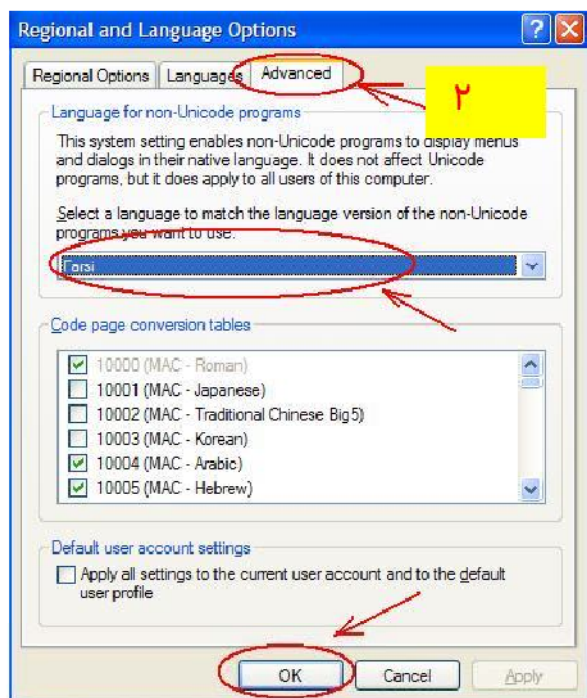 Regional and Language Options
Regional Options Languages Advanced
۲
Language for non-Unicode programs
This system setting enables non-Unicode programs to display menus
and dialogs in their native language. It does not affect Unicode
programs, but it does apply to all users of this computer.
Select a language to match the language version of the non-Unicode
programs you want to use:
Farsi
Code page conversion tables
10000 (MAC - Roman)
10001 (MAC - Japanese)
10002 (MAC - Traditional Chinese Big5)
10003 (MAC - Korean)
10004 (MAC - Arabic)
10005 (MAC - Hebrew)
Default user account settings
Apply all settings to the current user account and to the default
user profile
OK Cancel Apply